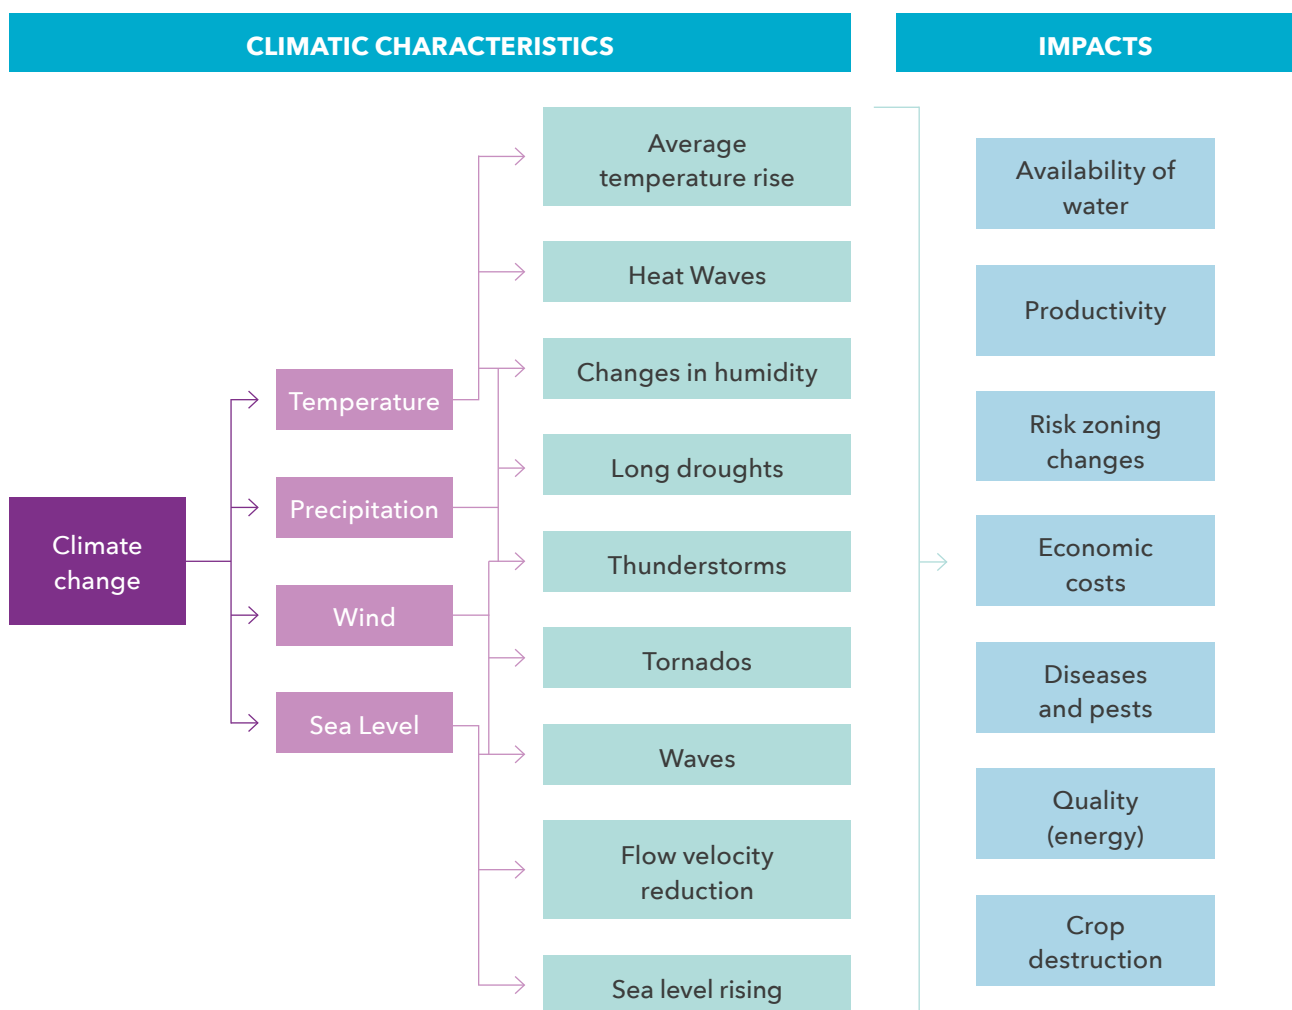 CLIMATIC CHARACTERISTICS
IMPACTS
Climate
change
Temperature
Precipitation
Wind
Sea Level
Average
temperature rise
Heat Waves
Changes in humidity
Long droughts
Thunderstorms
Tornados
Waves
Flow velocity
reduction
Sea level rising
Availability of
water
Productivity
Risk zoning
changes
Economic
costs
Diseases
and pests
Quality
(energy)
Crop
destruction